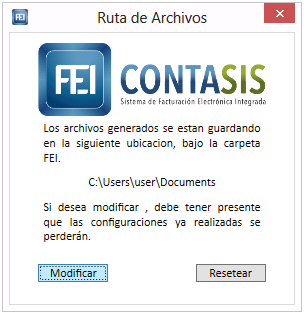 Ruta de Archivos
FEI
CONTASIS
Sistema de Facturación Electrónica Integrada
Los archivos generados se estan guardando
en la siguiente ubicacion, bajo la carpeta
FEI.
C:\Users\user\Documents
Si desea modificar , debe tener presente
que las configuraciones ya realizadas se
perderán.
Modificar
Resetear